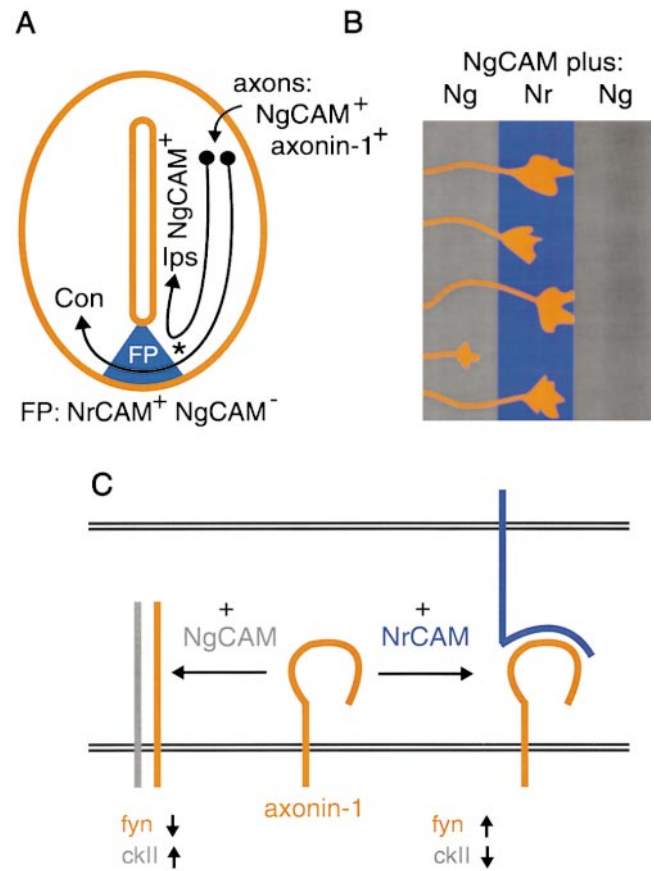 A
axons:
NgCAM⁺
axonin-1⁺
NgCAM⁺
Ips
Con
*
FP
FP: NrCAM⁺ NgCAM⁻
B
NgCAM plus:
Ng Nr Ng
C
+ +
NgCAM NrCAM
axonin-1
fyn ↓ fyn ↑
ckII ↑ ckII ↓